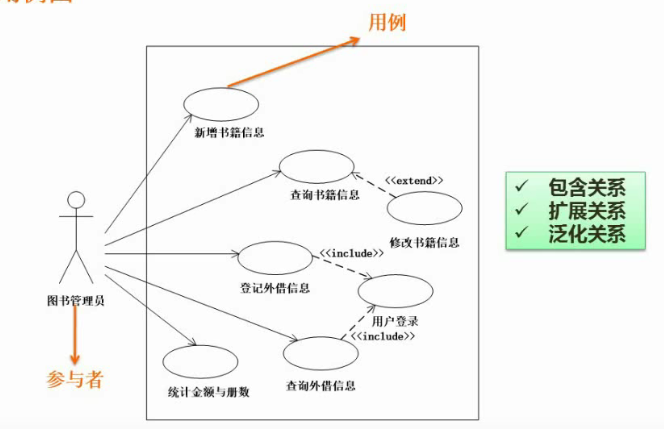 用例
新增书籍信息
查询书籍信息
<<extend>>
修改书籍信息
包含关系
扩展关系
泛化关系
<<include>>
登记外借信息
图书管理员
用户登录
<<include>>
参与者
统计金额与册数
查询外借信息